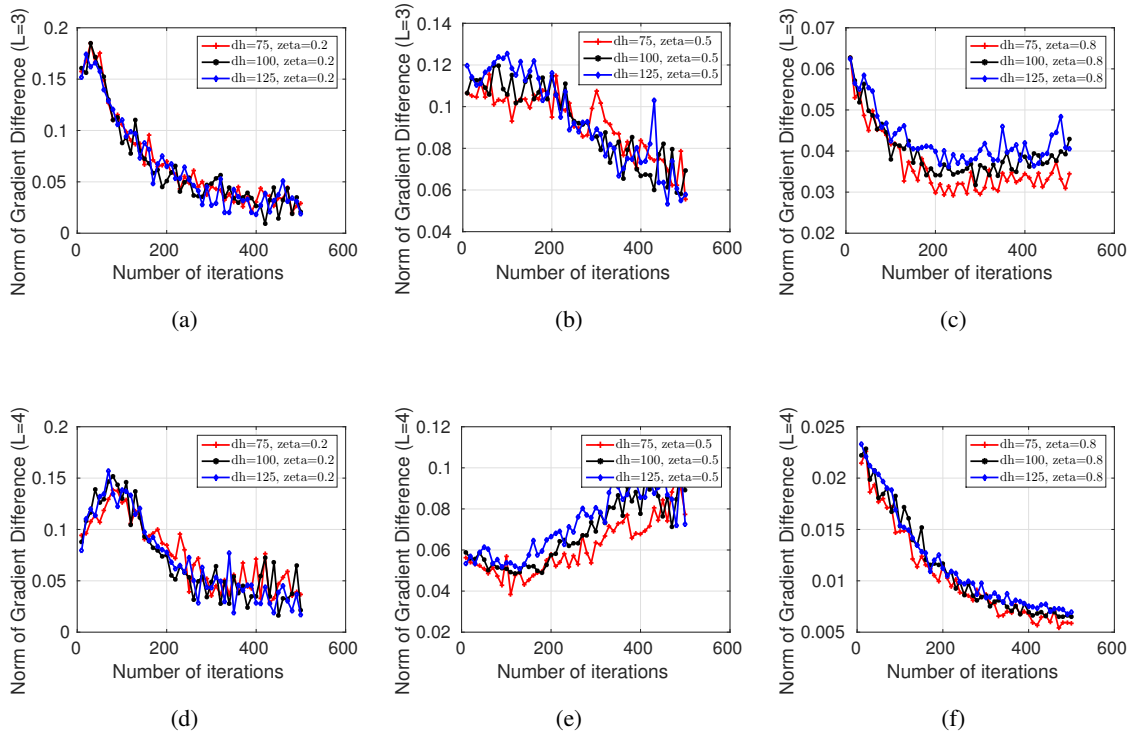 Norm of Gradient Difference (L=3)
0.2
0.15
0.1
0.05
0
0
200
400
600
dh=75, zeta=0.2
dh=100, zeta=0.2
dh=125, zeta=0.2
Number of iterations
(a)
Norm of Gradient Difference (L=3)
0.14
0.12
0.1
0.08
0.06
0.04
0
200
400
600
dh=75, zeta=0.5
dh=100, zeta=0.5
dh=125, zeta=0.5
Number of iterations
(b)
Norm of Gradient Difference (L=3)
0.07
0.06
0.05
0.04
0.03
0.02
0
200
400
600
dh=75, zeta=0.8
dh=100, zeta=0.8
dh=125, zeta=0.8
Number of iterations
(c)
Norm of Gradient Difference (L=4)
0.2
0.15
0.1
0.05
0
0
200
400
600
dh=75, zeta=0.2
dh=100, zeta=0.2
dh=125, zeta=0.2
Number of iterations
(d)
Norm of Gradient Difference (L=4)
0.12
0.1
0.08
0.06
0.04
0.02
0
200
400
600
dh=75, zeta=0.5
dh=100, zeta=0.5
dh=125, zeta=0.5
Number of iterations
(e)
Norm of Gradient Difference (L=4)
0.025
0.02
0.015
0.01
0.005
0
200
400
600
dh=75, zeta=0.8
dh=100, zeta=0.8
dh=125, zeta=0.8
Number of iterations
(f)